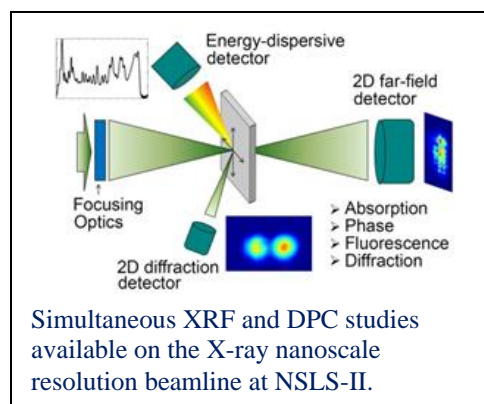 Energy-dispersive
detector
2D far-field
detector
Focusing
Optics
2D diffraction
detector
➢ Absorption
➢ Phase
➢ Fluorescence
➢ Diffraction
Simultaneous XRF and DPC studies
available on the X-ray nanoscale
resolution beamline at NSLS-II.